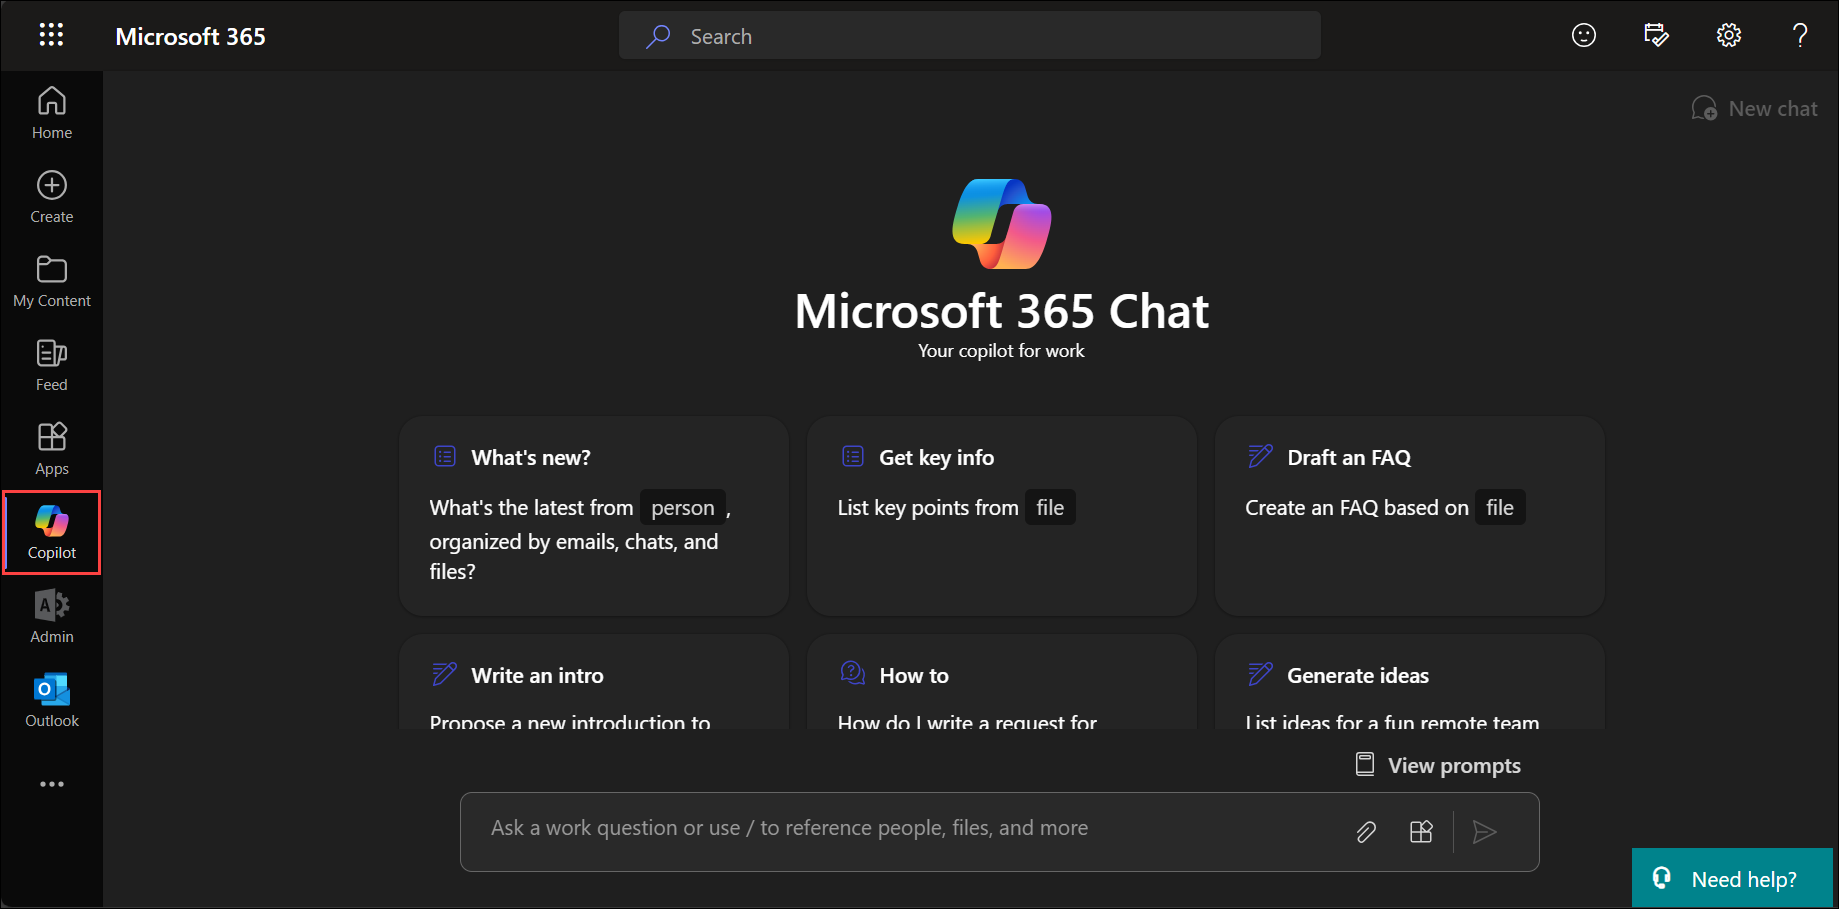 Microsoft 365
Search
New chat
Home
Create
My Content
Feed
Apps
Copilot
Admin
Outlook
Microsoft 365 Chat
Your copilot for work
What's new?
What's the latest from person ,
organized by emails, chats, and
files?
Get key info
List key points from file
Draft an FAQ
Create an FAQ based on file
Write an intro
Propose a new introduction to
How to
How do I write a request for
Generate ideas
List ideas for a fun remote team
View prompts
Ask a work question or use / to reference people, files, and more
Need help?